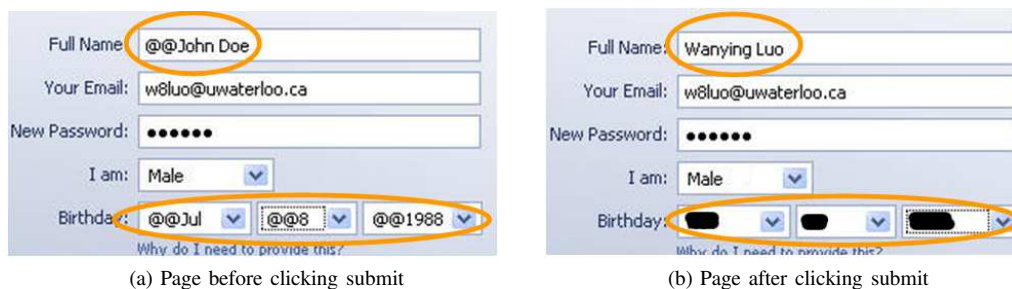 Full Name: @@John Doe
Your Email: w8luo@uwaterloo.ca
New Password: ●●●●●●
I am: Male
Birthday: @@Jul @@8 @@1988
Why do I need to provide this?
(a) Page before clicking submit
Full Name: Wanying Luo
Your Email: w8luo@uwaterloo.ca
New Password: ●●●●●●
I am: Male
Birthday:
Why do I need to provide this?
(b) Page after clicking submit